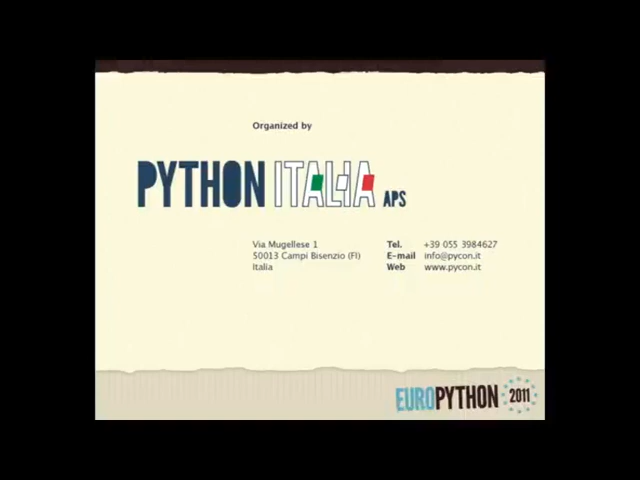 Organized by
PYTHON ITALIA APS
Via Mugellese 1
50013 Campi Bisenzio (FI)
Italia
Tel. +39 055 3984627
E-mail info@pycon.it
Web www.pycon.it
EUROPYTHON 2011